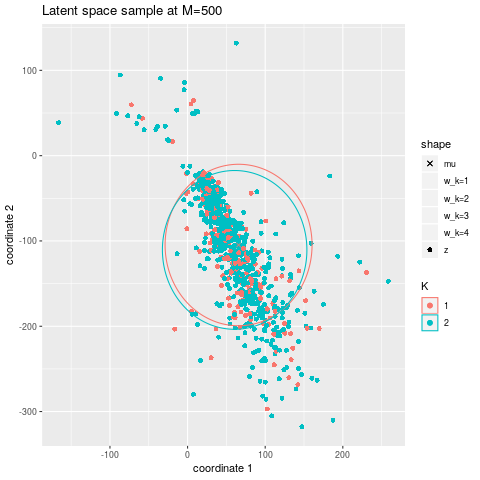 Latent space sample at M=500
coordinate 2
100
0
-100
-200
-300
-100
0
100
200
coordinate 1
shape
mu
w_k=1
w_k=2
w_k=3
w_k=4
z
K
1
2